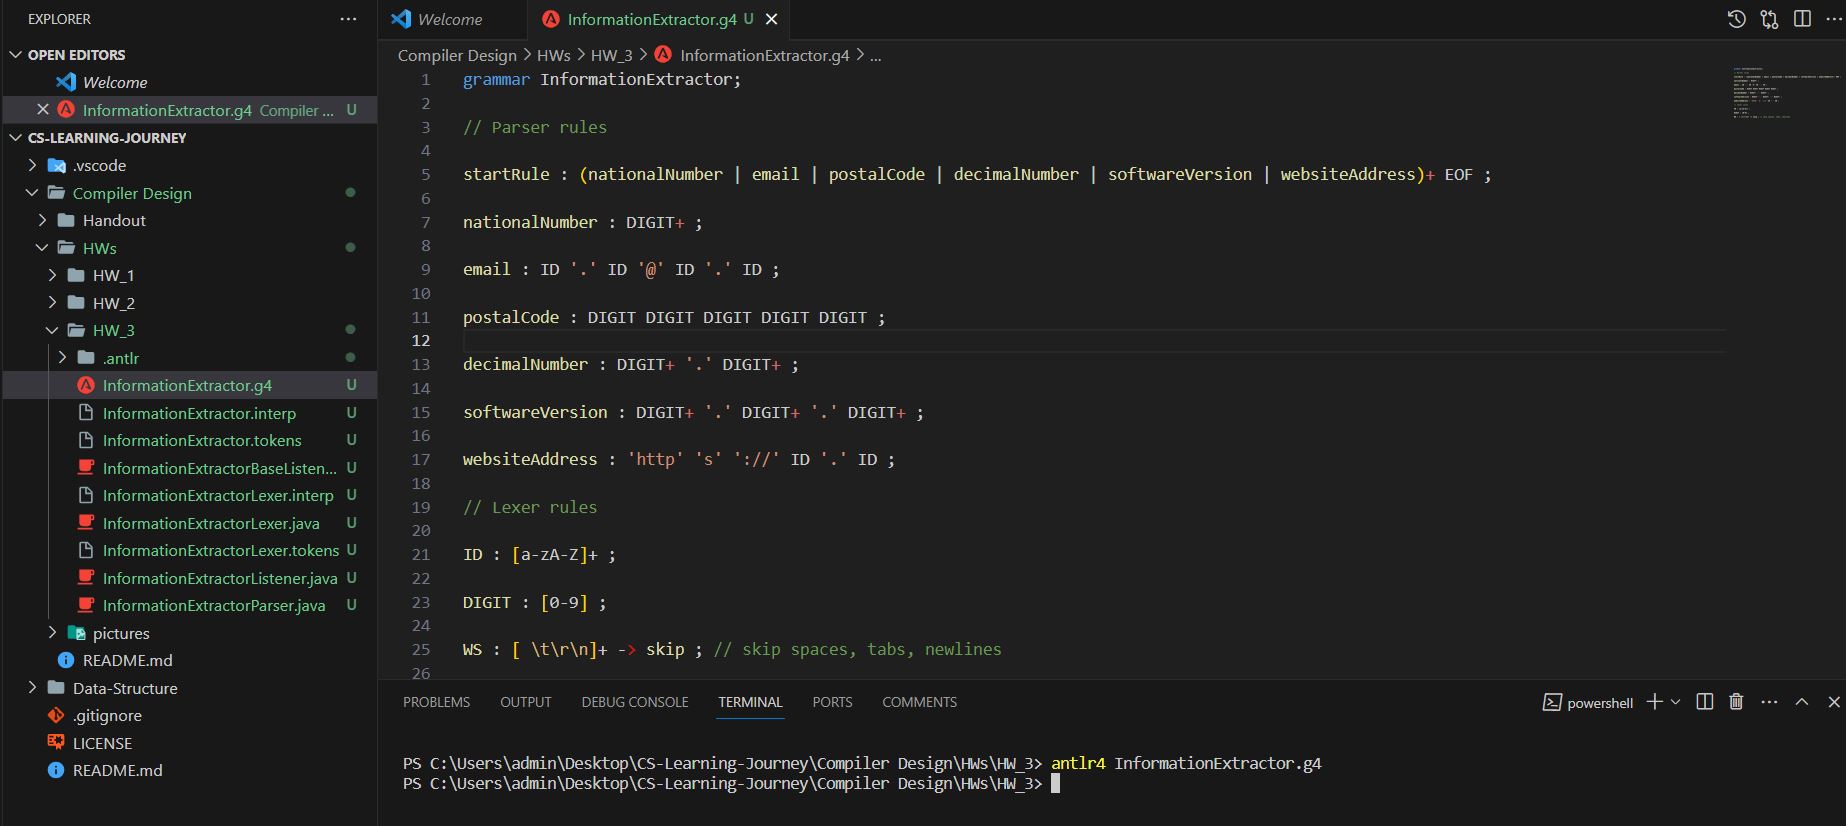 EXPLORER
OPEN EDITORS
Welcome
InformationExtractor.g4 Compiler ... U
CS-LEARNING-JOURNEY
.vscode
Compiler Design
Handout
HWs
HW_1
HW_2
HW_3
.antlr
InformationExtractor.g4 U
InformationExtractor.interp U
InformationExtractor.tokens U
InformationExtractorBaseListen... U
InformationExtractorLexer.interp U
InformationExtractorLexer.java U
InformationExtractorLexer.tokens U
InformationExtractorListener.java U
InformationExtractorParser.java U
pictures
README.md
Data-Structure
.gitignore
LICENSE
README.md
Welcome InformationExtractor.g4 U
Compiler Design > HWs > HW_3 > InformationExtractor.g4 > ...
1 grammar InformationExtractor;
2
3 // Parser rules
4
5 startRule : (nationalNumber | email | postalCode | decimalNumber | softwareVersion | websiteAddress)+ EOF ;
6
7 nationalNumber : DIGIT+ ;
8
9 email : ID '.' ID '@' ID '.' ID ;
10
11 postalCode : DIGIT DIGIT DIGIT DIGIT DIGIT ;
12
13 decimalNumber : DIGIT+ '.' DIGIT+ ;
14
15 softwareVersion : DIGIT+ '.' DIGIT+ '.' DIGIT+ ;
16
17 websiteAddress : 'http' 's' '://' ID '.' ID ;
18
19 // Lexer rules
20
21 ID : [a-zA-Z]+ ;
22
23 DIGIT : [0-9] ;
24
25 WS : [ \t\r\n]+ -> skip ; // skip spaces, tabs, newlines
26
PROBLEMS OUTPUT DEBUG CONSOLE TERMINAL PORTS COMMENTS powershell
PS C:\Users\admin\Desktop\CS-Learning-Journey\Compiler Design\HWs\HW_3> antlr4 InformationExtractor.g4
PS C:\Users\admin\Desktop\CS-Learning-Journey\Compiler Design\HWs\HW_3>